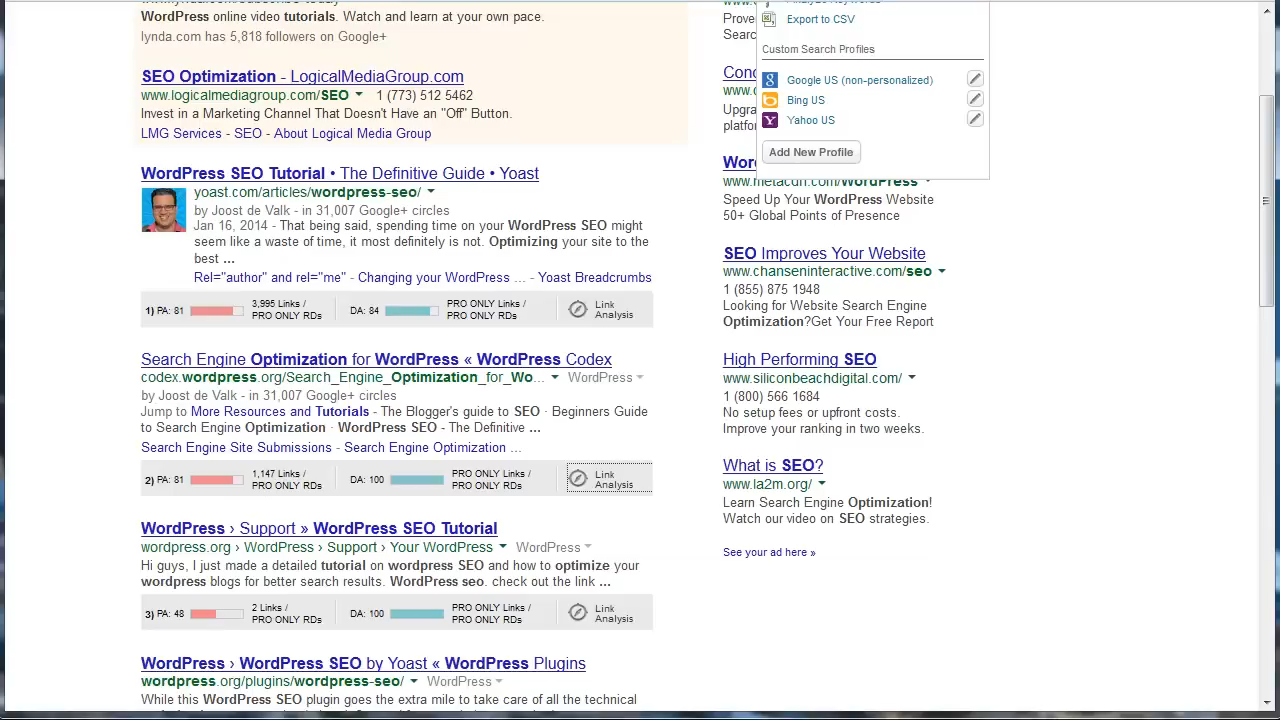 WordPress online video tutorials. Watch and learn at your own pace.
lynda.com has 5,818 followers on Google+
SEO Optimization - LogicalMediaGroup.com
www.logicalmediagroup.com/SEO 1 (773) 512 5462
Invest in a Marketing Channel That Doesn't Have an "Off" Button.
LMG Services - SEO - About Logical Media Group
WordPress SEO Tutorial • The Definitive Guide • Yoast
yoast.com/articles/wordpress-seo/
by Joost de Valk - in 31,007 Google+ circles
Jan 16, 2014 - That being said, spending time on your WordPress SEO might
seem like a waste of time, it most definitely is not. Optimizing your site to the
best ...
Rel="author" and rel="me" - Changing your WordPress ... - Yoast Breadcrumbs
1) PA: 81 3,995 Links / PRO ONLY RDs DA: 84 PRO ONLY Links / PRO ONLY RDs Link Analysis
Search Engine Optimization for WordPress « WordPress Codex
codex.wordpress.org/Search_Engine_Optimization_for_Wo... WordPress
by Joost de Valk - in 31,007 Google+ circles
Jump to More Resources and Tutorials - The Blogger's guide to SEO · Beginners Guide
to Search Engine Optimization · WordPress SEO - The Definitive ...
Search Engine Site Submissions - Search Engine Optimization ...
2) PA: 81 1,147 Links / PRO ONLY RDs DA: 100 PRO ONLY Links / PRO ONLY RDs Link Analysis
WordPress › Support » WordPress SEO Tutorial
wordpress.org › WordPress › Support › Your WordPress WordPress
Hi guys, I just made a detailed tutorial on wordpress SEO and how to optimize your
wordpress blogs for better search results. WordPress seo. check out the link ...
3) PA: 48 2 Links / PRO ONLY RDs DA: 100 PRO ONLY Links / PRO ONLY RDs Link Analysis
WordPress › WordPress SEO by Yoast « WordPress Plugins
wordpress.org/plugins/wordpress-seo/ WordPress
While this WordPress SEO plugin goes the extra mile to take care of all the technical
Export to CSV
Custom Search Profiles
Google US (non-personalized)
Bing US
Yahoo US
Add New Profile
www.metacdn.com/WordPress
Speed Up Your WordPress Website
50+ Global Points of Presence
SEO Improves Your Website
www.chanseninteractive.com/seo
1 (855) 875 1948
Looking for Website Search Engine
Optimization?Get Your Free Report
High Performing SEO
www.siliconbeachdigital.com/
1 (800) 566 1684
No setup fees or upfront costs.
Improve your ranking in two weeks.
What is SEO?
www.la2m.org/
Learn Search Engine Optimization!
Watch our video on SEO strategies.
See your ad here »